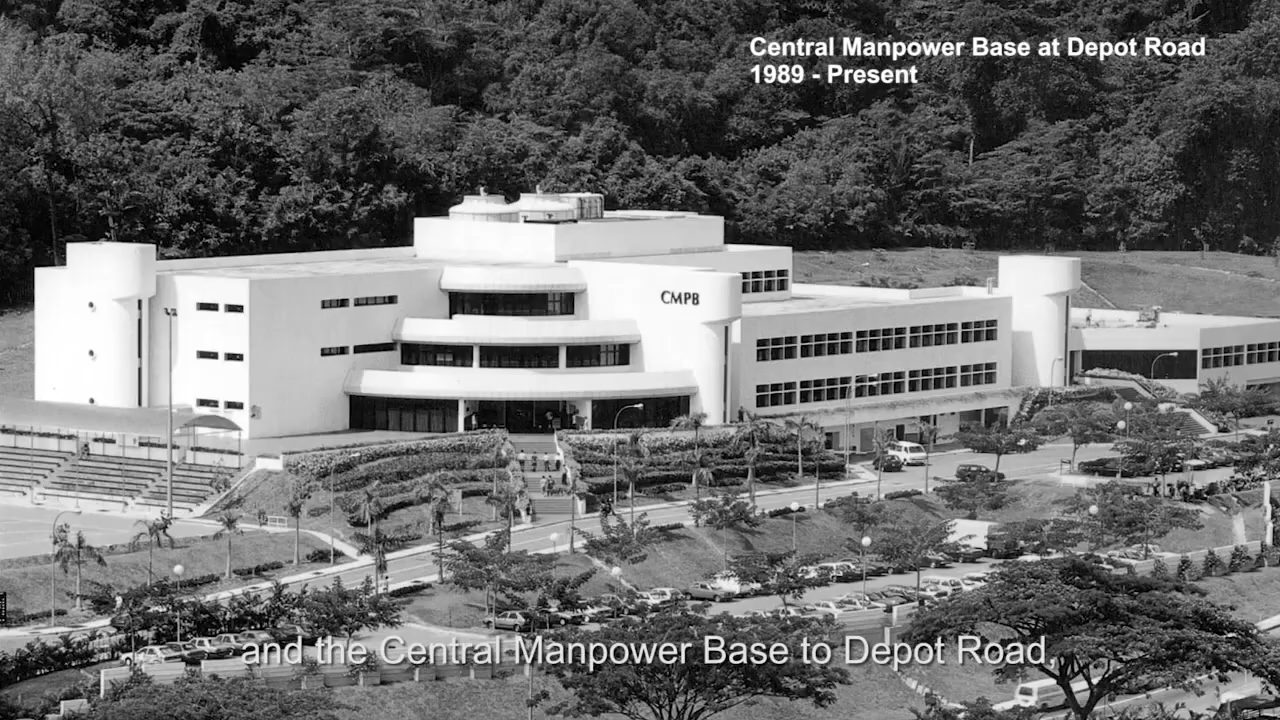 Central Manpower Base at Depot Road
1989 - Present
CMPB
and the Central Manpower Base to Depot Road,